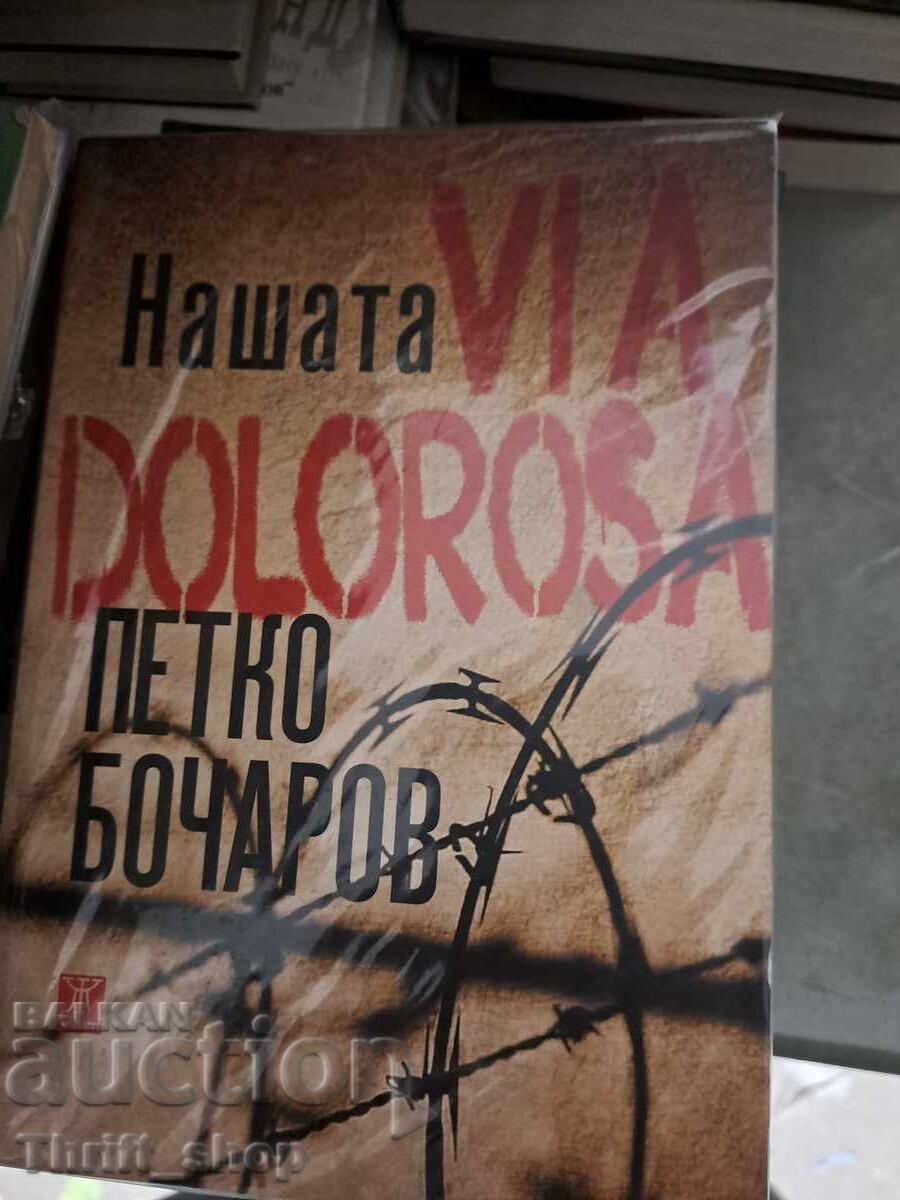 Нашата VIA
DOLOROSA
ПЕТКО
БОЧАРОВ
BALKAN
auction
Thrift_shop